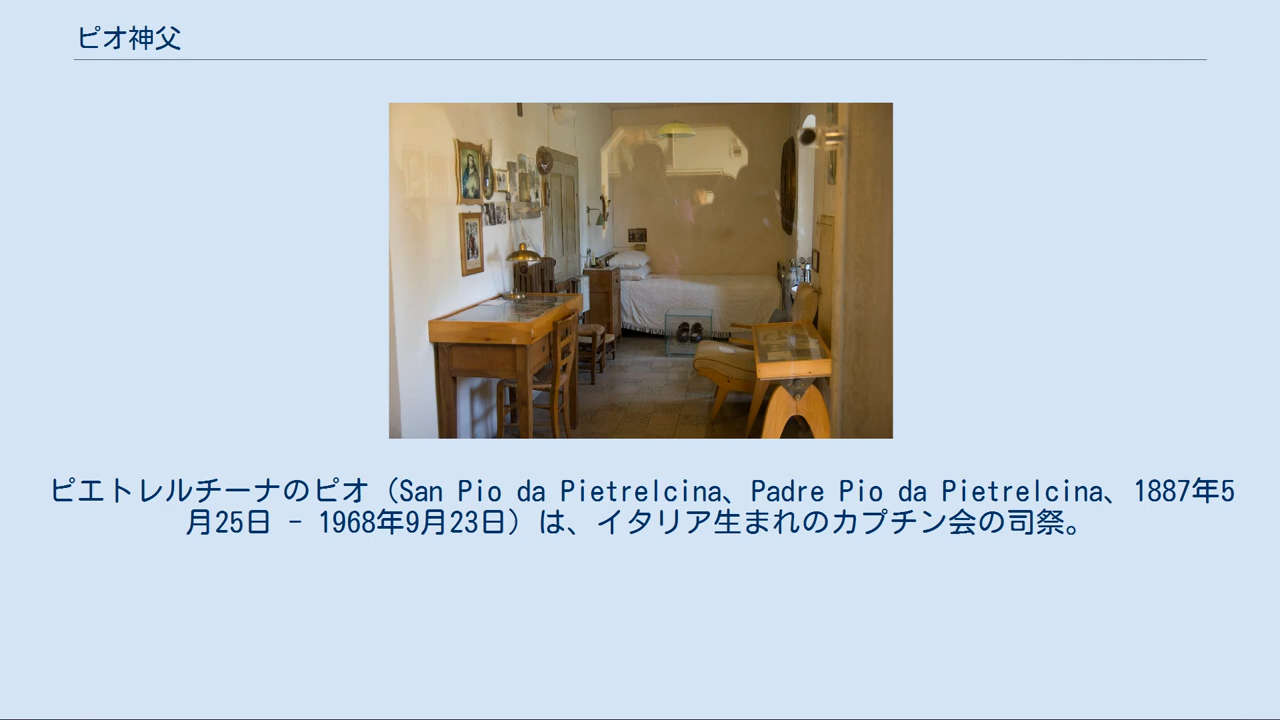 ピオ神父
ピエトレルチーナのピオ（San Pio da Pietrelcina、Padre Pio da Pietrelcina、1887年5
月25日 - 1968年9月23日）は、イタリア生まれのカプチン会の司祭。